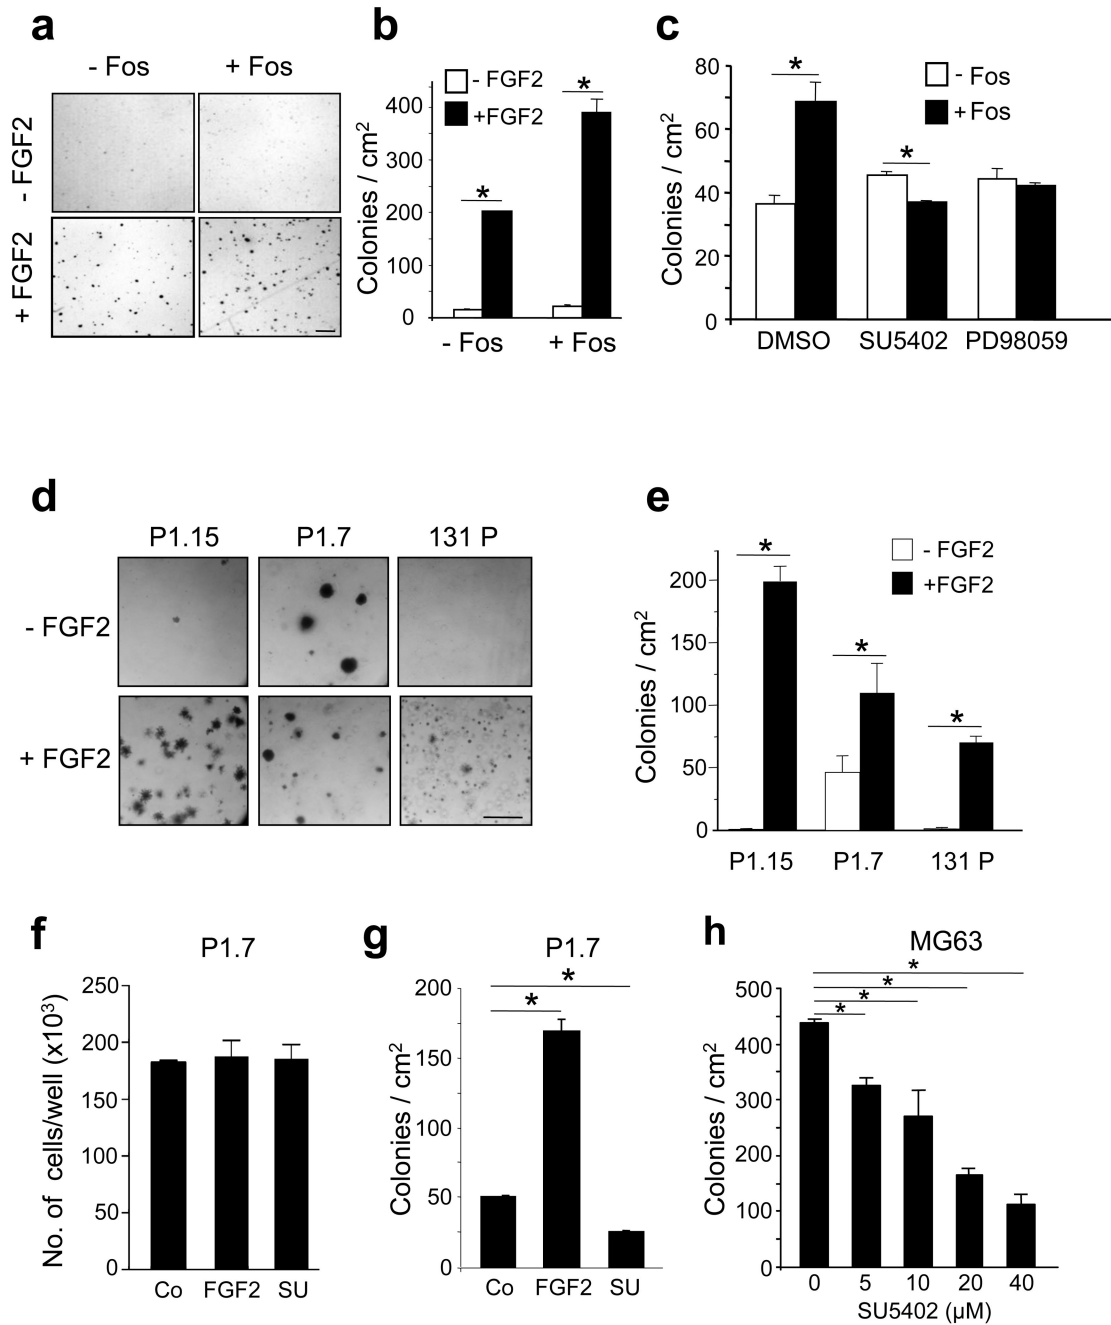 a
- Fos + Fos
- FGF2
+ FGF2
b
Colonies / cm2
400
300
200
100
0
- FGF2
+FGF2
*
*
- Fos + Fos
c
Colonies / cm2
80
60
40
20
0
- Fos
+ Fos
*
*
DMSO SU5402 PD98059
d
P1.15 P1.7 131 P
- FGF2
+ FGF2
e
Colonies / cm2
200
150
100
50
0
- FGF2
+FGF2
*
*
*
P1.15 P1.7 131 P
f
P1.7
No. of cells/well (x103)
250
200
150
100
50
0
Co FGF2 SU
g
P1.7
Colonies / cm2
200
150
100
50
0
*
*
Co FGF2 SU
h
MG63
Colonies / cm2
500
400
300
200
100
0
*
*
*
*
0 5 10 20 40
SU5402 (µM)